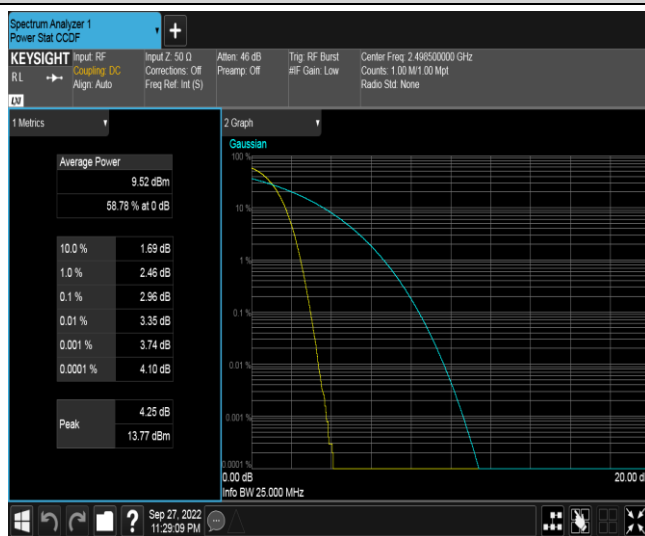 Spectrum Analyzer 1
Power Stat CCDF
+
KEYSIGHT Input: RF Input Z: 50 Ω Atten: 46 dB Trig: RF Burst Center Freq: 2.498500000 GHz
R L Coupling: DC Corrections: Off Preamp: Off #IF Gain: Low Counts: 1.00 M/1.00 Mpt
Align: Auto Freq Ref: Int (S) Radio Std: None
LXI
1 Metrics
Average Power
9.52 dBm
58.78 % at 0 dB
10.0 % 1.69 dB
1.0 % 2.46 dB
0.1 % 2.96 dB
0.01 % 3.35 dB
0.001 % 3.74 dB
0.0001 % 4.10 dB
Peak 4.25 dB
13.77 dBm
2 Graph
Gaussian
100 %
10 %
1 %
0.1 %
0.01 %
0.001 %
0.0001 %
0.00 dB 20.00 d
Info BW 25.000 MHz
? Sep 27, 2022
11:29:09 PM